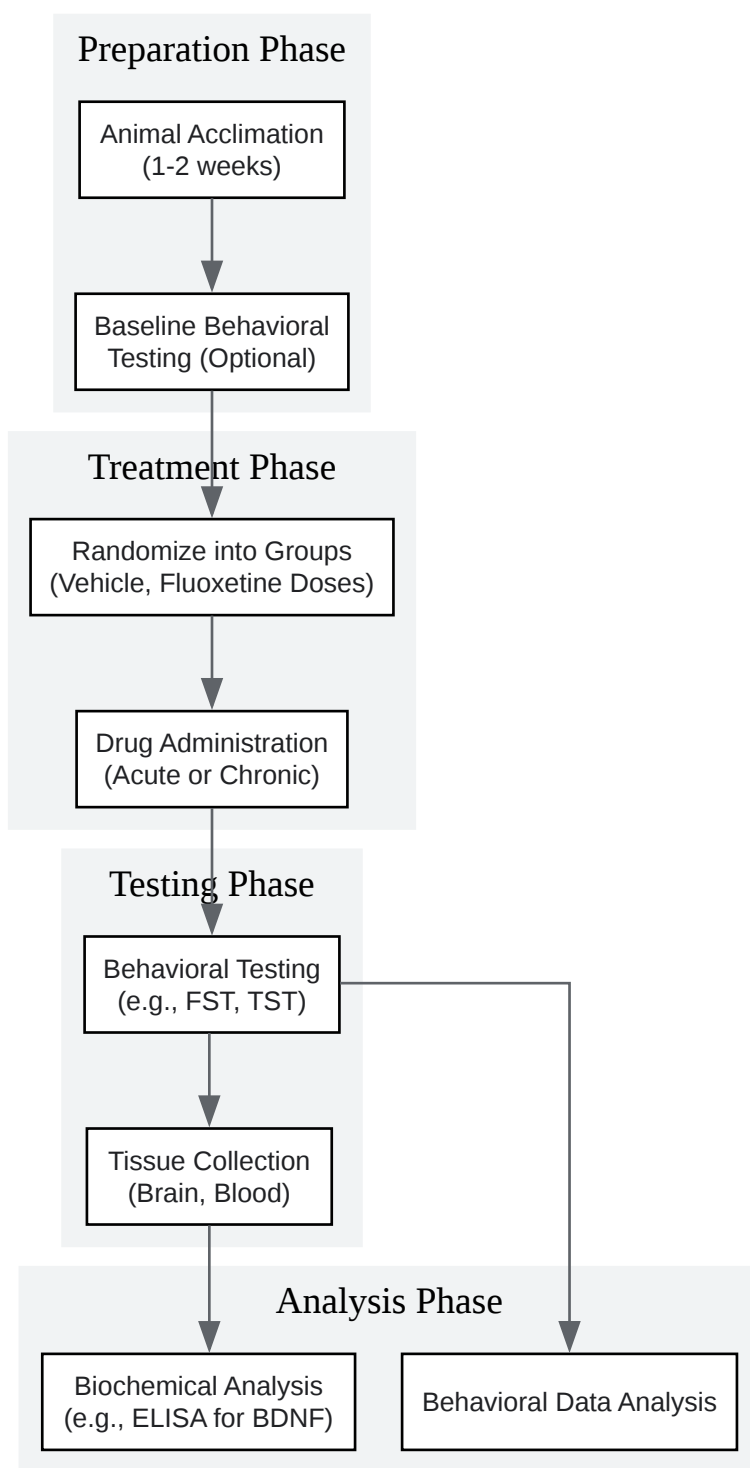 Preparation Phase
Animal Acclimation
(1-2 weeks)
Baseline Behavioral
Testing (Optional)
Treatment Phase
Randomize into Groups
(Vehicle, Fluoxetine Doses)
Drug Administration
(Acute or Chronic)
Testing Phase
Behavioral Testing
(e.g., FST, TST)
Tissue Collection
(Brain, Blood)
Analysis Phase
Biochemical Analysis
(e.g., ELISA for BDNF)
Behavioral Data Analysis